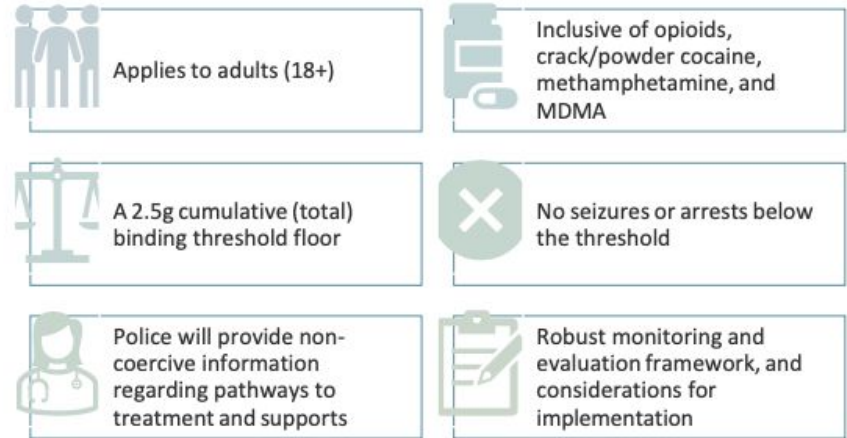 Applies to adults (18+)
Inclusive of opioids,
crack/powder cocaine,
methamphetamine, and
MDMA
A 2.5g cumulative (total)
binding threshold floor
No seizures or arrests below
the threshold
Police will provide non-
coercive information
regarding pathways to
treatment and supports
Robust monitoring and
evaluation framework, and
considerations for
implementation